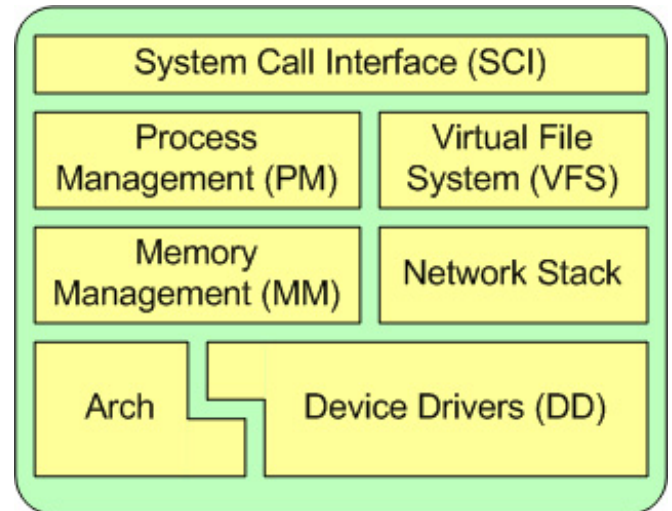 System Call Interface (SCI)
Process
Management (PM)
Virtual File
System (VFS)
Memory
Management (MM)
Network Stack
Arch
Device Drivers (DD)